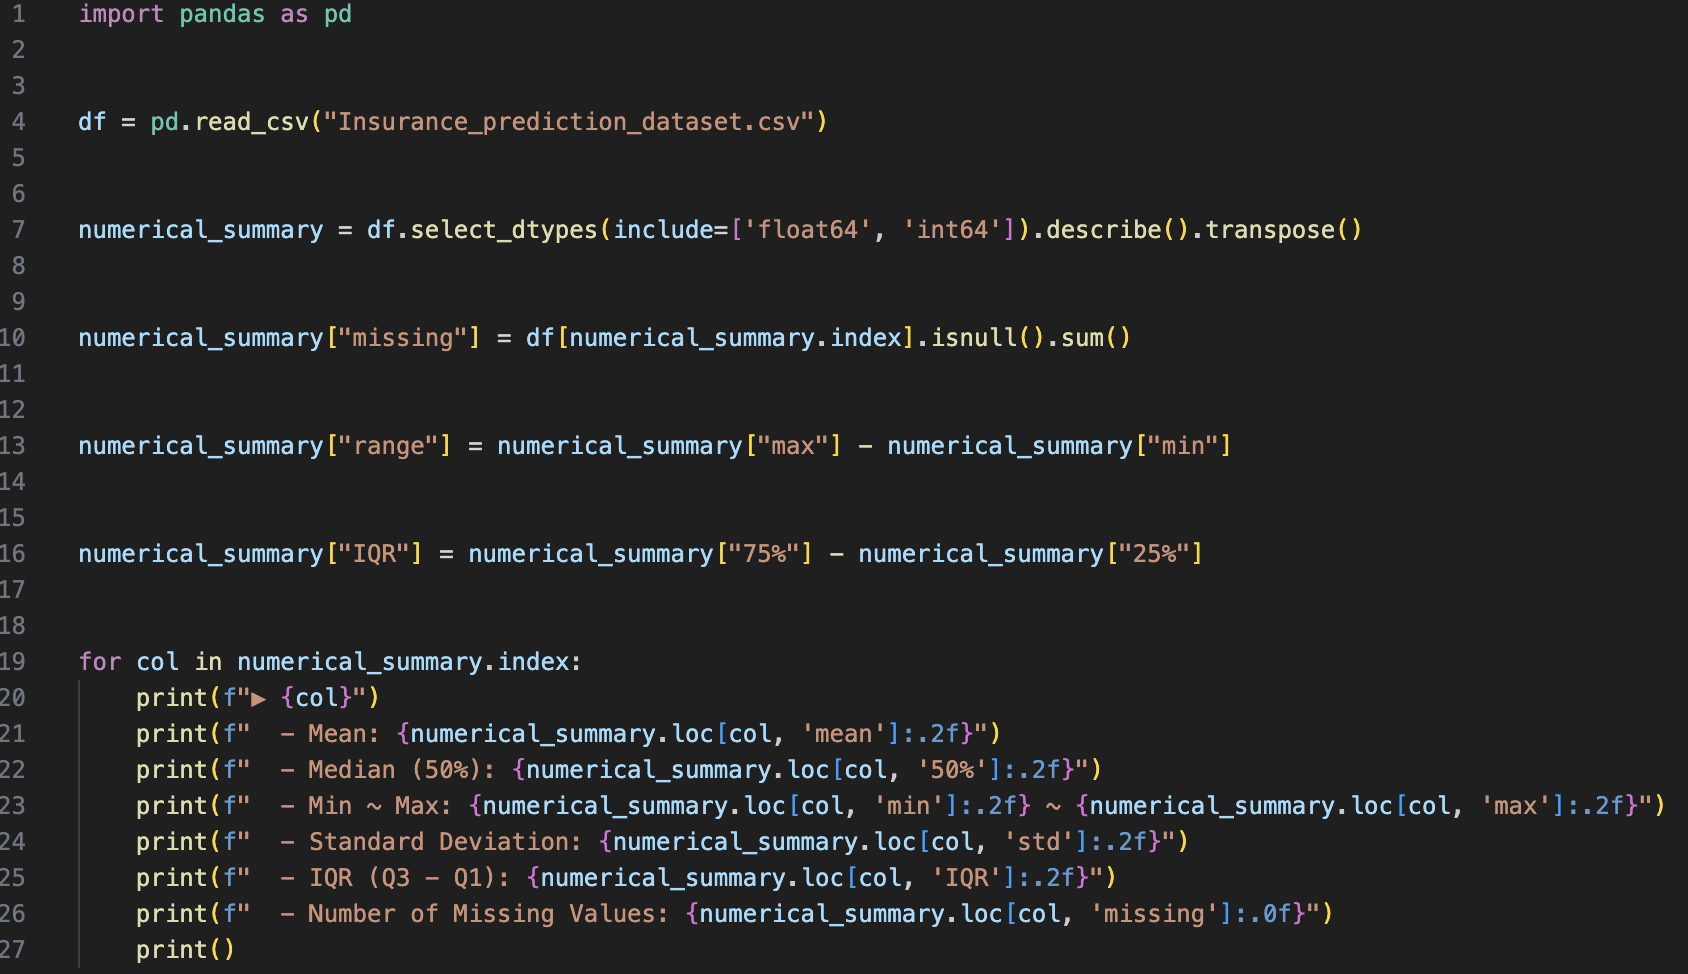 1 import pandas as pd
2
3
4 df = pd.read_csv("Insurance_prediction_dataset.csv")
5
6
7 numerical_summary = df.select_dtypes(include=['float64', 'int64']).describe().transpose()
8
9
10 numerical_summary["missing"] = df[numerical_summary.index].isnull().sum()
11
12
13 numerical_summary["range"] = numerical_summary["max"] - numerical_summary["min"]
14
15
16 numerical_summary["IQR"] = numerical_summary["75%"] - numerical_summary["25%"]
17
18
19 for col in numerical_summary.index:
20     print(f"▶ {col}")
21     print(f"  - Mean: {numerical_summary.loc[col, 'mean']:.2f}")
22     print(f"  - Median (50%): {numerical_summary.loc[col, '50%']:.2f}")
23     print(f"  - Min ~ Max: {numerical_summary.loc[col, 'min']:.2f} ~ {numerical_summary.loc[col, 'max']:.2f}")
24     print(f"  - Standard Deviation: {numerical_summary.loc[col, 'std']:.2f}")
25     print(f"  - IQR (Q3 - Q1): {numerical_summary.loc[col, 'IQR']:.2f}")
26     print(f"  - Number of Missing Values: {numerical_summary.loc[col, 'missing']:.0f}")
27     print()